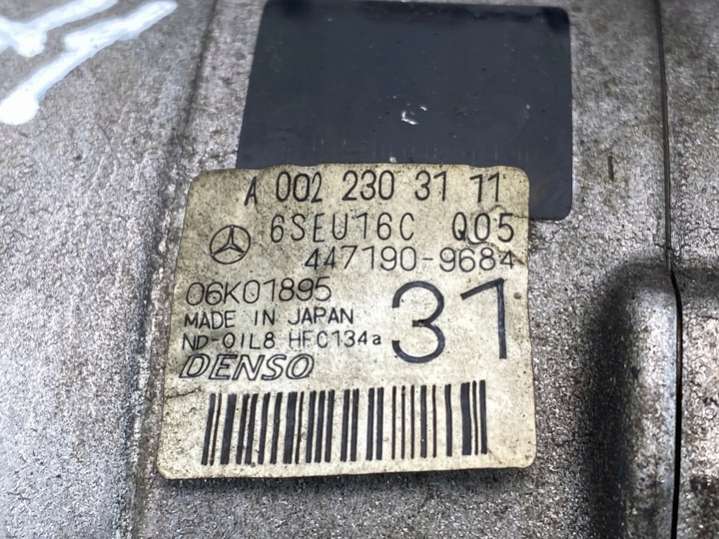 A 002 230 31 11
6SEU16C Q05
447190-9684
06K01895
MADE IN JAPAN
ND-OIL8 HFC134a
31
DENSO